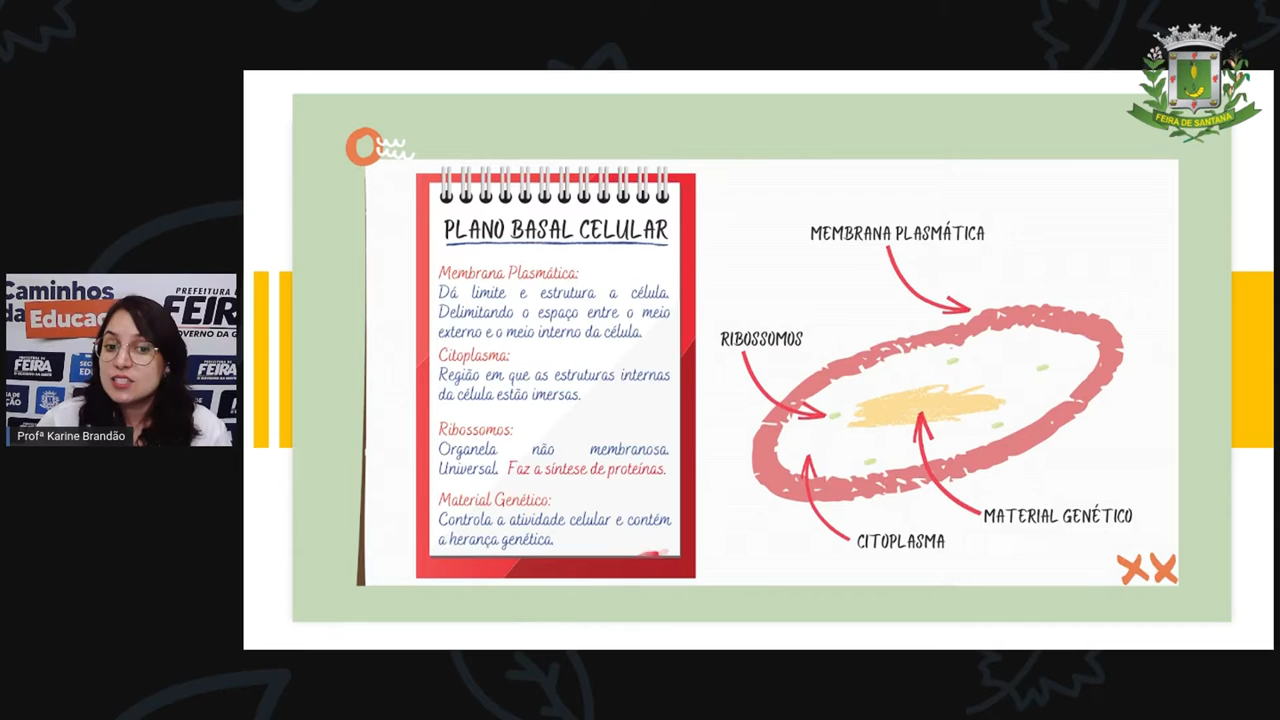 FEIRA DE SANTANA
PLANO BASAL CELULAR
Membrana Plasmática:
Dá limite e estrutura a célula.
Delimitando o espaço entre o meio
externo e o meio interno da célula.
Citoplasma:
Região em que as estruturas internas
da célula estão imersas.
Ribossomos:
Organela não membranosa.
Universal. Faz a síntese de proteínas.
Material Genético:
Controla a atividade celular e contém
a herança genética.
MEMBRANA PLASMÁTICA
RIBOSSOMOS
MATERIAL GENÉTICO
CITOPLASMA
Caminhos
da Educaç
PREFEITURA D
FEIRA
FEIRA
FEIRA
Profª Karine Brandão